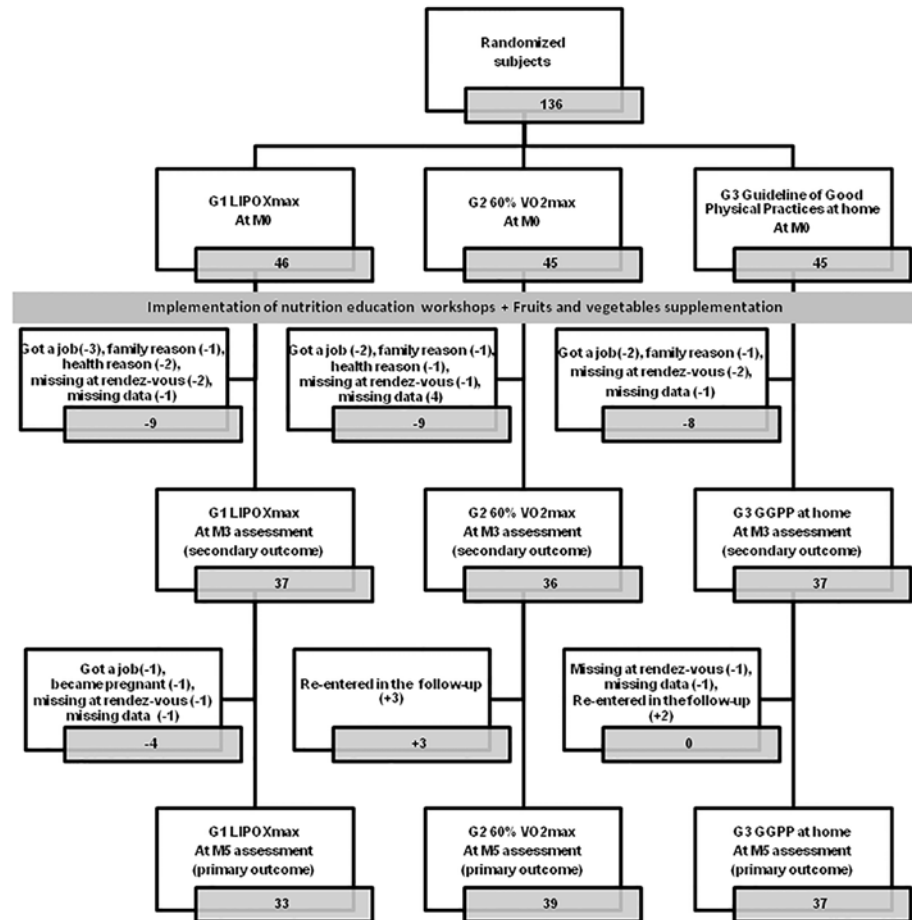 Randomized
subjects
136
G1 LIPOXmax
At M0
46
G2 60% VO2max
At M0
45
G3 Guideline of Good
Physical Practices at home
At M0
45
Implementation of nutrition education workshops + Fruits and vegetables supplementation
Got a job(-3), family reason (-1),
health reason (-2),
missing at rendez-vous (-2),
missing data (-1)
-9
Got a job (-2), family reason (-1),
health reason (-1),
missing at rendez-vous (-1),
missing data (4)
-9
Got a job(-2), family reason (-1),
missing at rendez-vous (-2),
missing data (-1)
-8
G1 LIPOXmax
At M3 assessment
(secondary outcome)
37
G2 60% VO2max
At M3 assessment
(secondary outcome)
36
G3 GGPP at home
At M3 assessment
(secondary outcome)
37
Got a job(-1),
became pregnant (-1),
missing at rendez-vous (-1)
missing data (-1)
-4
Re-entered in the follow-up
(+3)
+3
Missing at rendez-vous (-1),
missing data (-1),
Re-entered in the follow-up
(+2)
0
G1 LIPOXmax
At M5 assessment
(primary outcome)
33
G2 60% VO2max
At M5 assessment
(primary outcome)
39
G3 GGPP at home
At M5 assessment
(primary outcome)
37